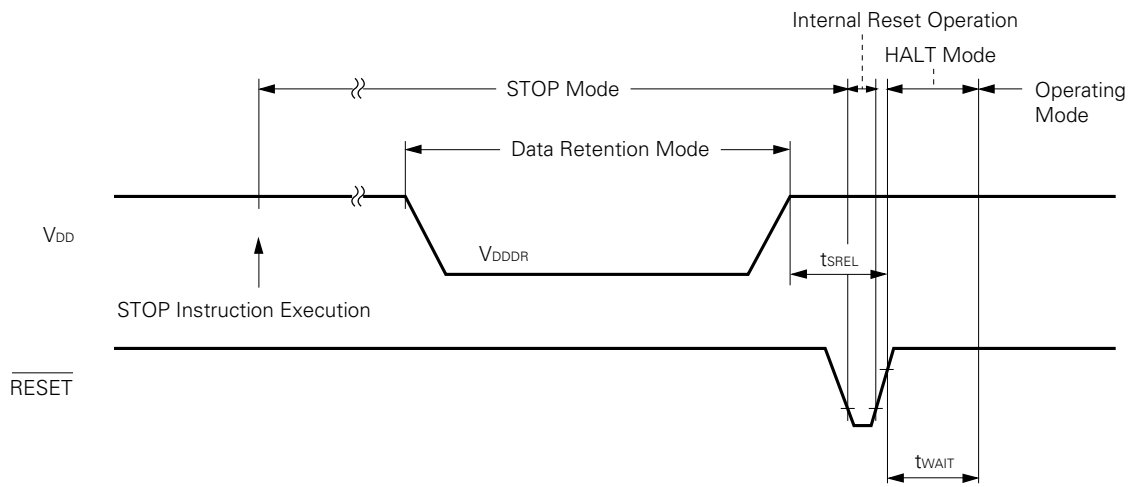 Internal Reset Operation
HALT Mode
STOP Mode
Operating
Mode
Data Retention Mode
VDD
VDDDR
tSREL
STOP Instruction Execution
RESET
tWAIT